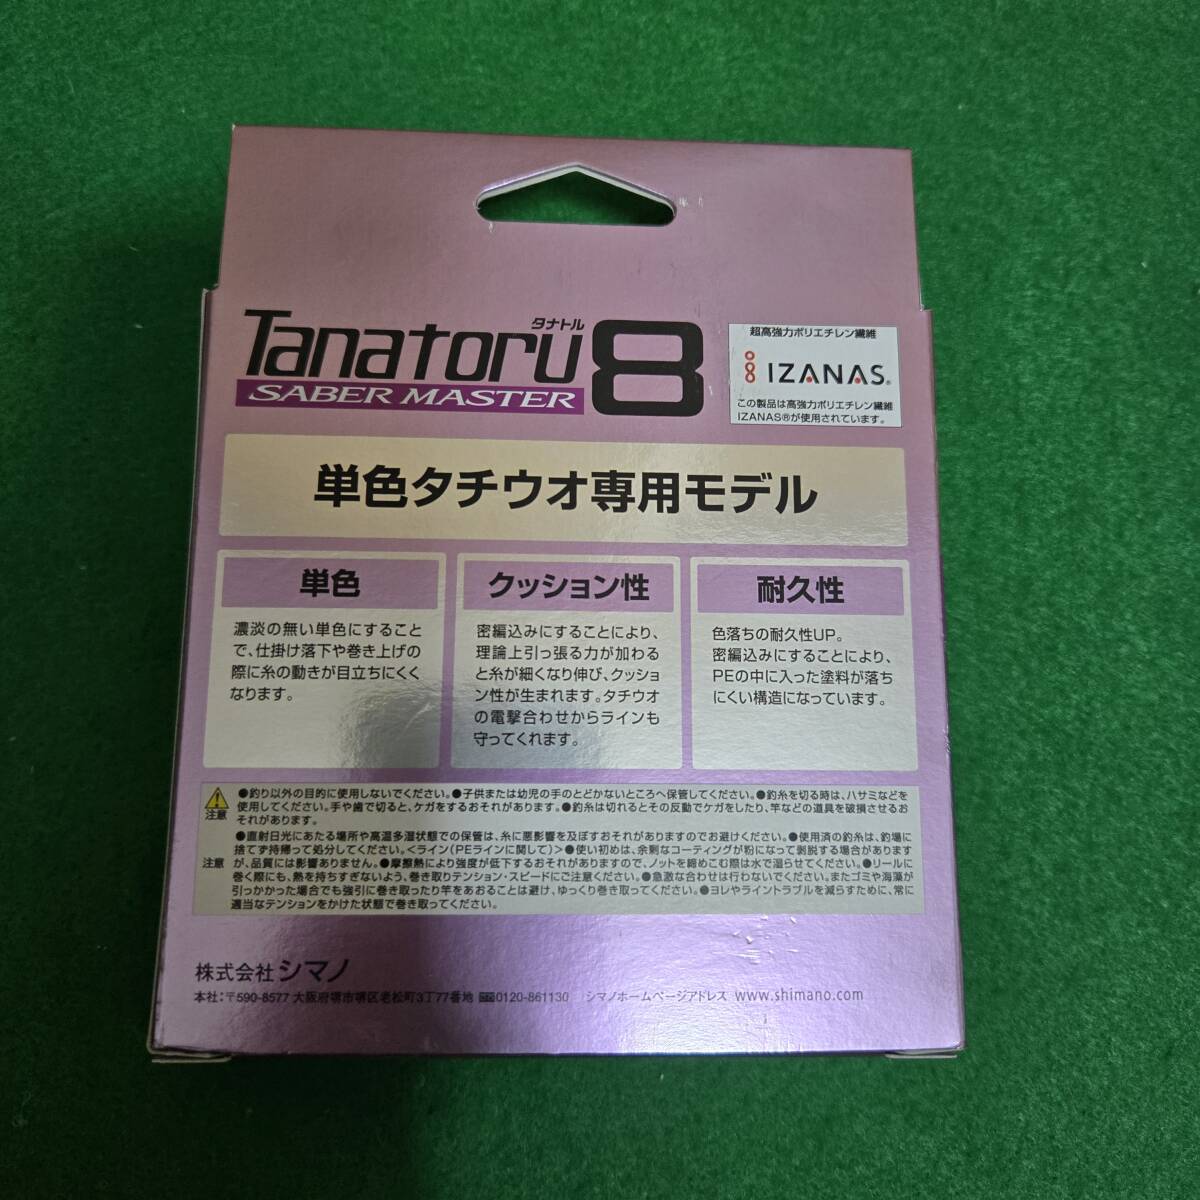 Tanatoru8
タナトル
SABER MASTER
超高強力ポリエチレン繊維
IZANAS®
この製品は高強力ポリエチレン繊維
IZANAS®が使用されています。
単色タチウオ専用モデル
単色
濃淡の無い単色にすること
で、仕掛け落下や巻き上げの
際に糸の動きが目立ちにくく
なります。
クッション性
密編込みにすることにより、
理論上引っ張る力が加わる
と糸が細くなり伸び、クッショ
ン性が生まれます。タチウオ
の電撃合わせからラインも
守ってくれます。
耐久性
色落ちの耐久性UP。
密編込みにすることにより、
PEの中に入った塗料が落ち
にくい構造になっています。
注意
●釣り以外の目的に使用しないでください。●子供または幼児の手のとどかないところへ保管してください。●釣糸を切る時は、ハサミなどを
使用してください。手や歯で切ると、ケガをするおそれがあります。●釣糸は切れるとその反動でケガをしたり、竿などの道具を破損させるお
それがあります。
注意
●直射日光にあたる場所や高温多湿状態での保管は、糸に悪影響を及ぼすおそれがありますのでお避けください。●使用済の釣糸は、釣場に
捨てず持帰って処分してください。<ライン(PEラインに関して)>●使い初めは、余剰なコーティングが粉になって剥脱する場合があります
が、品質には影響ありません。●摩擦熱により強度が低下するおそれがありますので、ノットを締めこむ際は水で湿らせてください。●リールに
巻く際にも、熱を持ちすぎないよう、巻き取りテンション・スピードにご注意ください。●急激な合わせは行わないでください。またゴミや海藻が
引っかかった場合でも強引に巻き取ったり竿をあおることは避け、ゆっくり巻き取ってください。●ヨレやライントラブルを減らすために、常に
適当なテンションをかけた状態で巻き取ってください。
株式会社シマノ
本社:〒590-8577 大阪府堺市堺区老松町3丁77番地 0120-861130 シマノホームページアドレス www.shimano.com